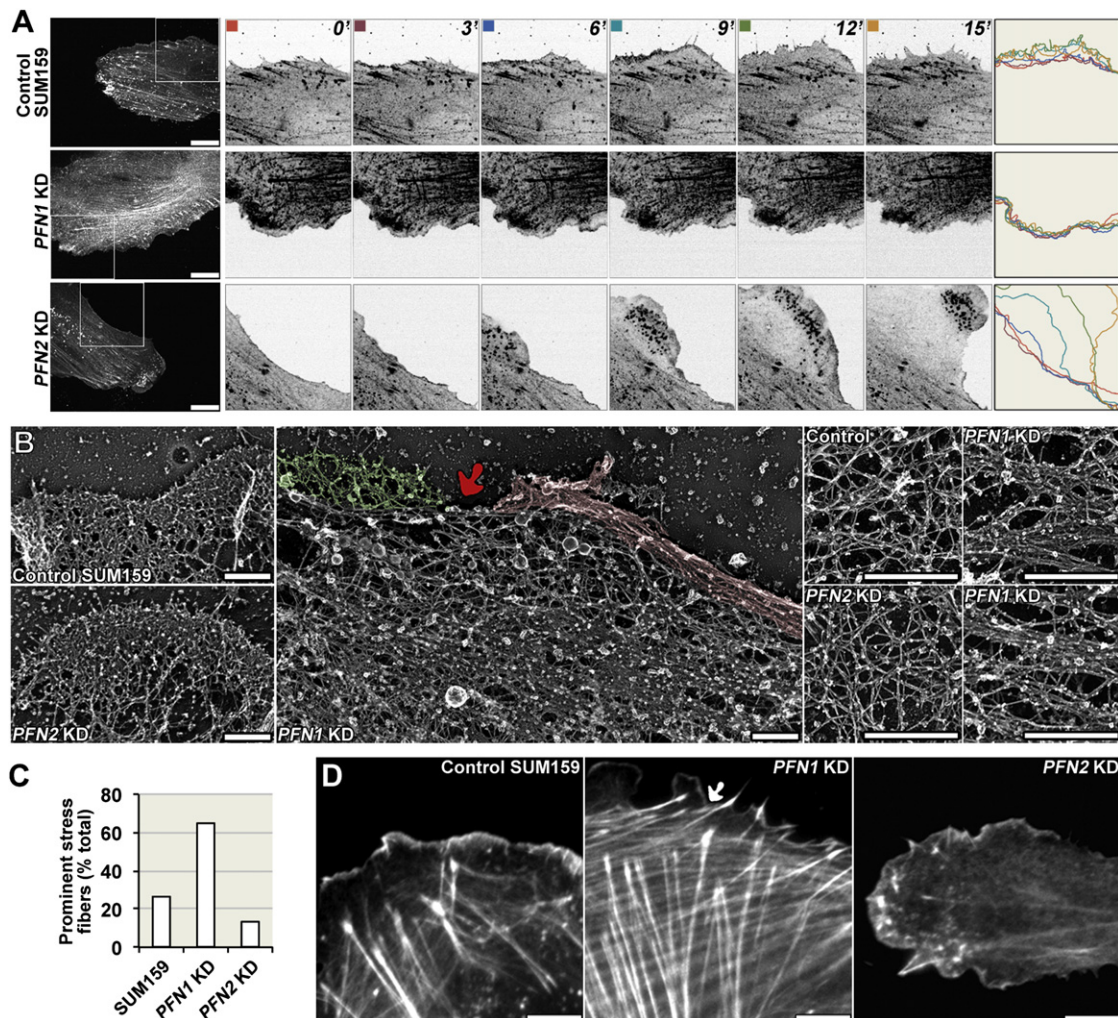 A
Control SUM159
0'
3'
6'
9'
12'
15'
PFN1 KD
PFN2 KD
B
Control SUM159
PFN2 KD
PFN1 KD
Control
PFN1 KD
PFN2 KD
PFN1 KD
C
Prominent stress
fibers (% total)
80
60
40
20
0
SUM159
PFN1 KD
PFN2 KD
D
Control SUM159
PFN1 KD
PFN2 KD